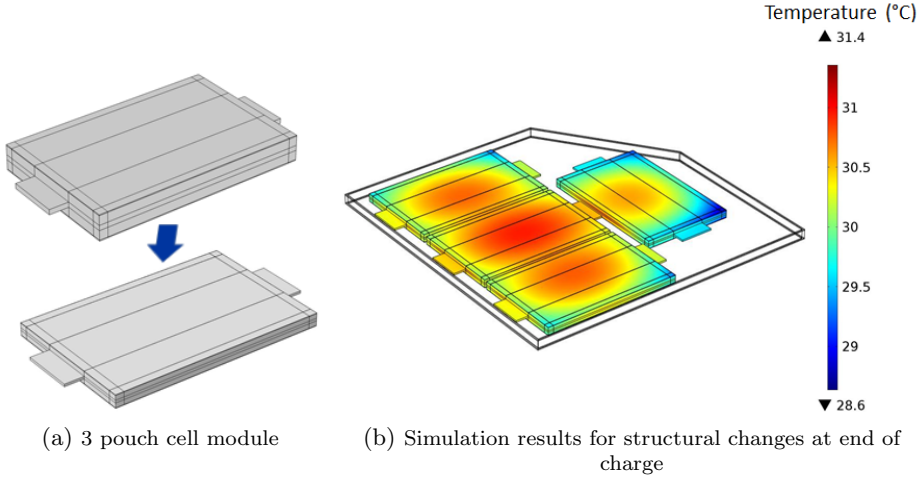 Temperature (°C)
▲ 31.4
31
30.5
30
29.5
29
▼ 28.6
(a) 3 pouch cell module
(b) Simulation results for structural changes at end of
charge